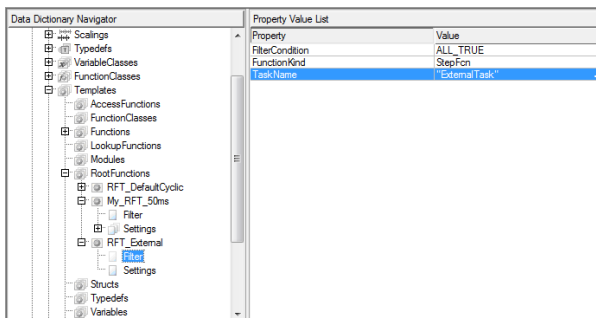 Data Dictionary Navigator
Scalings
Typedefs
VariableClasses
FunctionClasses
Templates
AccessFunctions
FunctionClasses
Functions
LookupFunctions
Modules
RootFunctions
RFT_DefaultCyclic
My_RFT_50ms
Filter
Settings
RFT_External
Filter
Settings
Structs
Typedefs
Variables
Property Value List
Property Value
FilterCondition ALL_TRUE
FunctionKind StepFcn
TaskName "ExternalTask"